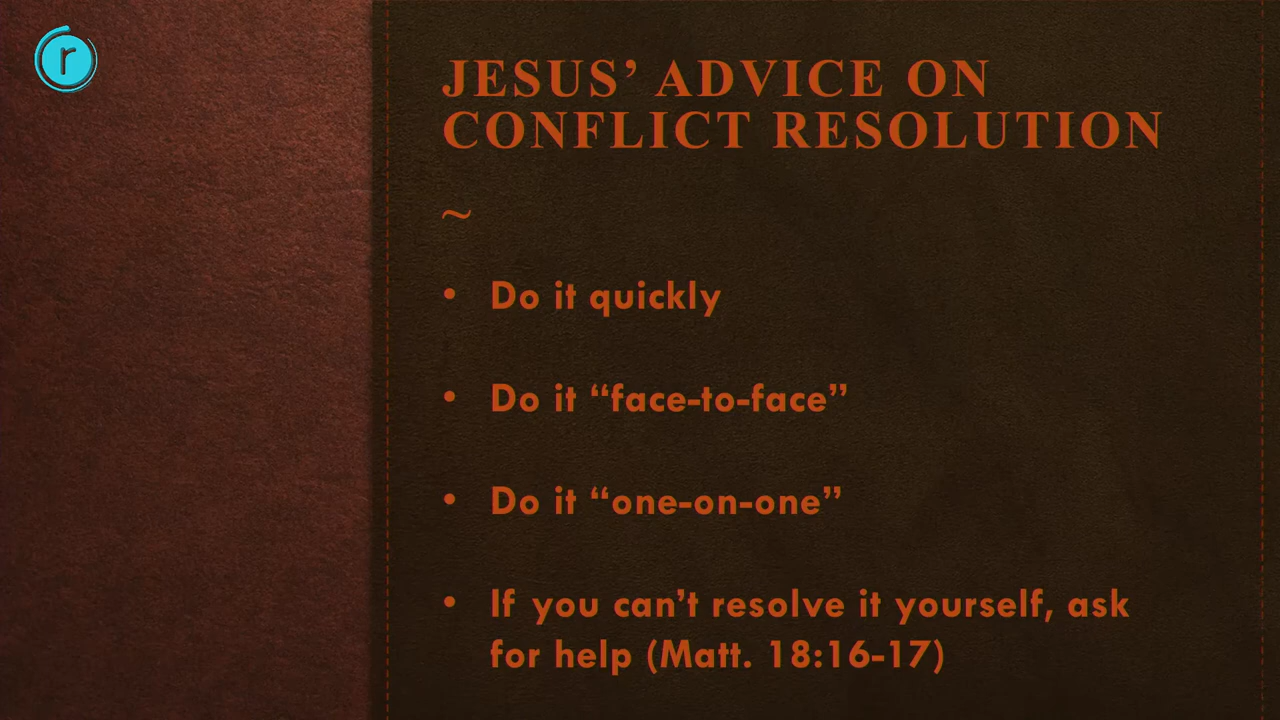 r
JESUS’ ADVICE ON
CONFLICT RESOLUTION
~
• Do it quickly
• Do it “face-to-face”
• Do it “one-on-one”
• If you can’t resolve it yourself, ask
for help (Matt. 18:16-17)